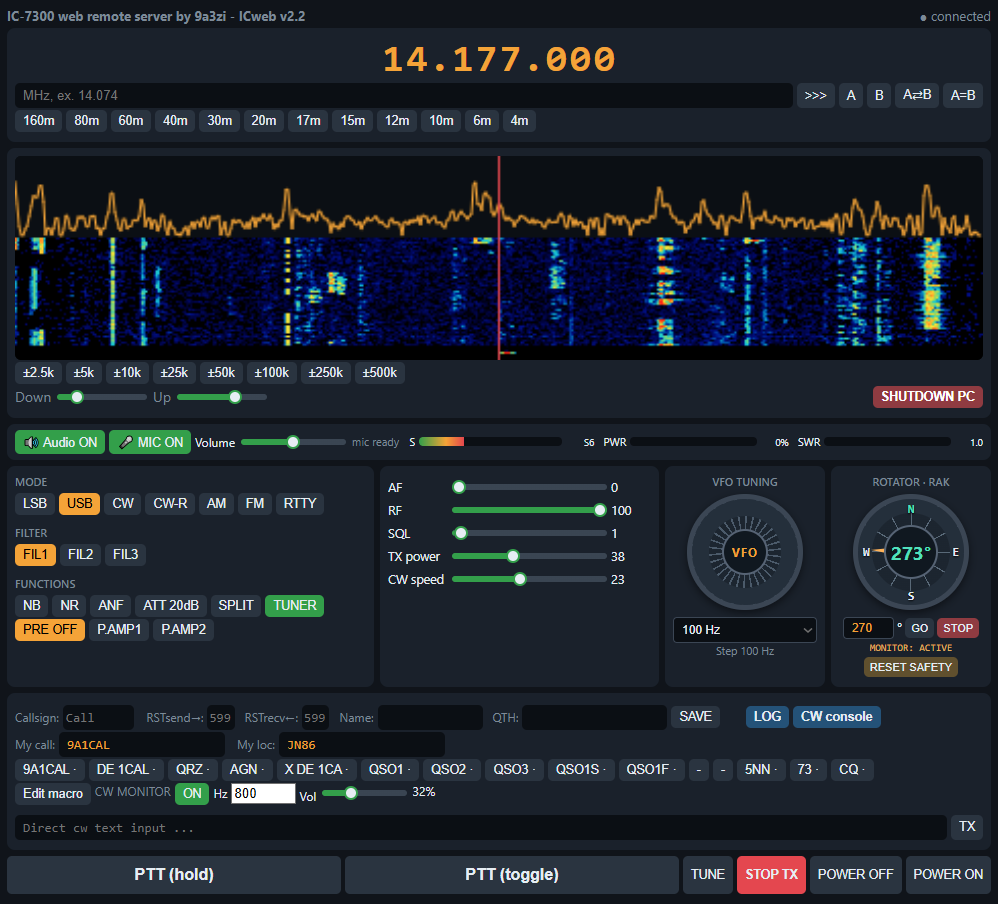 IC-7300 web remote server by 9a3zi - ICweb v2.2
● connected
14.177.000
MHz, ex. 14.074
>>> A B A⇄B A=B
160m 80m 60m 40m 30m 20m 17m 15m 12m 10m 6m 4m
±2.5k ±5k ±10k ±25k ±50k ±100k ±250k ±500k
Down Up
SHUTDOWN PC
Audio ON MIC ON Volume mic ready S S6 PWR 0% SWR 1.0
MODE
LSB USB CW CW-R AM FM RTTY
FILTER
FIL1 FIL2 FIL3
FUNCTIONS
NB NR ANF ATT 20dB SPLIT TUNER
PRE OFF P.AMP1 P.AMP2
AF 0
RF 100
SQL 1
TX power 38
CW speed 23
VFO TUNING
VFO
100 Hz
Step 100 Hz
ROTATOR · RAK
N
W 273° E
S
270 ° GO STOP
MONITOR: ACTIVE
RESET SAFETY
Callsign: Call RSTsend→: 599 RSTrecv←: 599 Name: QTH: SAVE LOG CW console
My call: 9A1CAL My loc: JN86
9A1CAL · DE 1CAL · QRZ · AGN · X DE 1CA · QSO1 · QSO2 · QSO3 · QSO1S · QSO1F · - - 5NN · 73 · CQ ·
Edit macro CW MONITOR ON Hz 800 Vol 32%
Direct cw text input ... TX
PTT (hold) PTT (toggle) TUNE STOP TX POWER OFF POWER ON